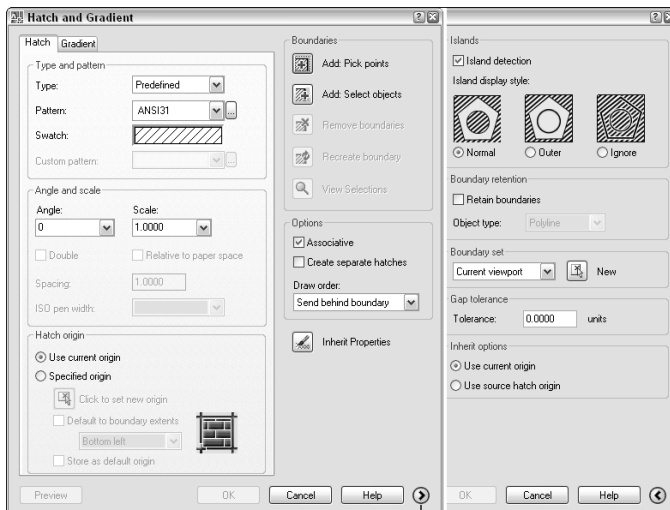 Hatch and Gradient
Hatch
Gradient
Type and pattern
Type:
Predefined
Pattern:
ANSI31
...
Swatch:
Custom pattern:
...
Angle and scale
Angle:
Scale:
0
1.0000
Double
Relative to paper space
Spacing:
1.0000
ISO pen width:
Hatch origin
Use current origin
Specified origin
Click to set new origin
Default to boundary extents
Bottom left
Store as default origin
Preview
Boundaries
Add: Pick points
Add: Select objects
Remove boundaries
Recreate boundary
View Selections
Options
Associative
Create separate hatches
Draw order:
Send behind boundary
Inherit Properties
OK
Cancel
Help
Islands
Island detection
Island display style:
Normal
Outer
Ignore
Boundary retention
Retain boundaries
Object type:
Polyline
Boundary set
Current viewport
New
Gap tolerance
Tolerance:
0.0000
units
Inherit options
Use current origin
Use source hatch origin
OK
Cancel
Help